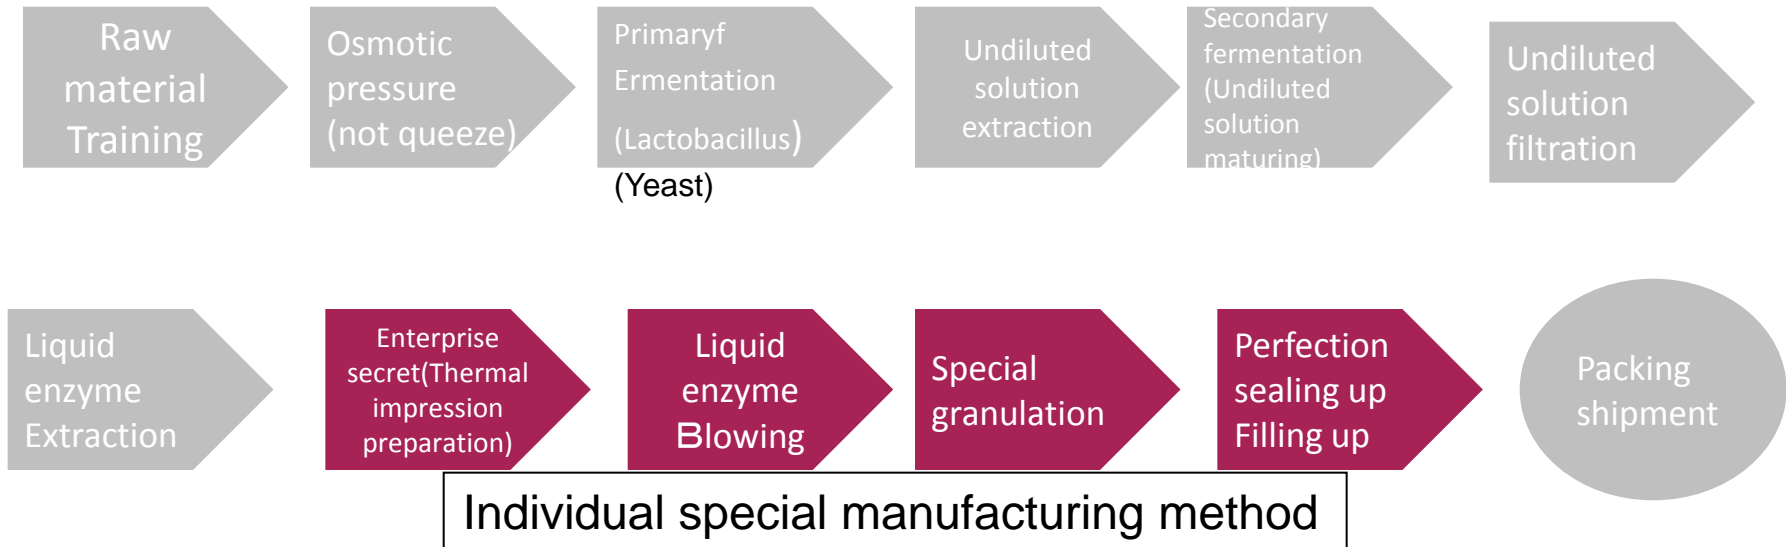 Raw
material
Training
Osmotic
pressure
(not queeze)
Primaryf
Ermentation
(Lactobacillus)
(Yeast)
Undiluted
solution
extraction
Secondary
fermentation
(Undiluted
solution
maturing)
Undiluted
solution
filtration
Liquid
enzyme
Extraction
Enterprise
secret(Thermal
impression
preparation)
Liquid
enzyme
Blowing
Special
granulation
Perfection
sealing up
Filling up
Packing
shipment
Individual special manufacturing method